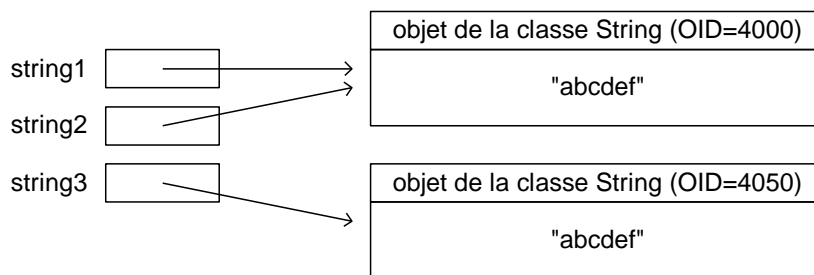 objet de la classe String (OID=4000)
string1
"abcdef"
string2
string3
objet de la classe String (OID=4050)
"abcdef"